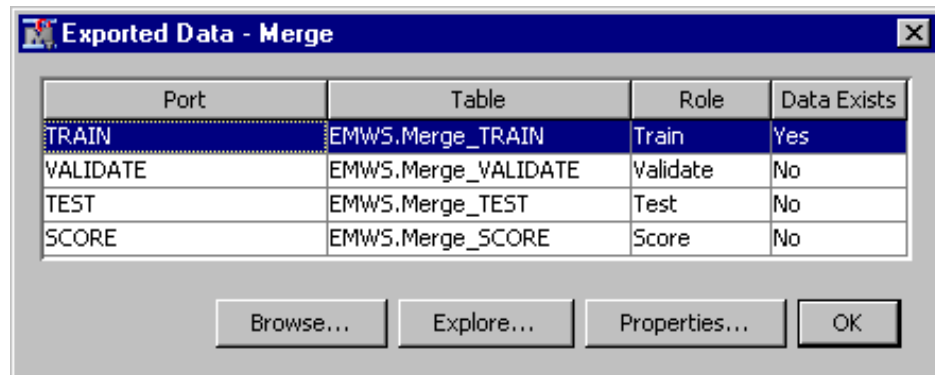 Exported Data - Merge
Port Table Role Data Exists
TRAIN EMWS.Merge_TRAIN Train Yes
VALIDATE EMWS.Merge_VALIDATE Validate No
TEST EMWS.Merge_TEST Test No
SCORE EMWS.Merge_SCORE Score No
Browse... Explore... Properties... OK